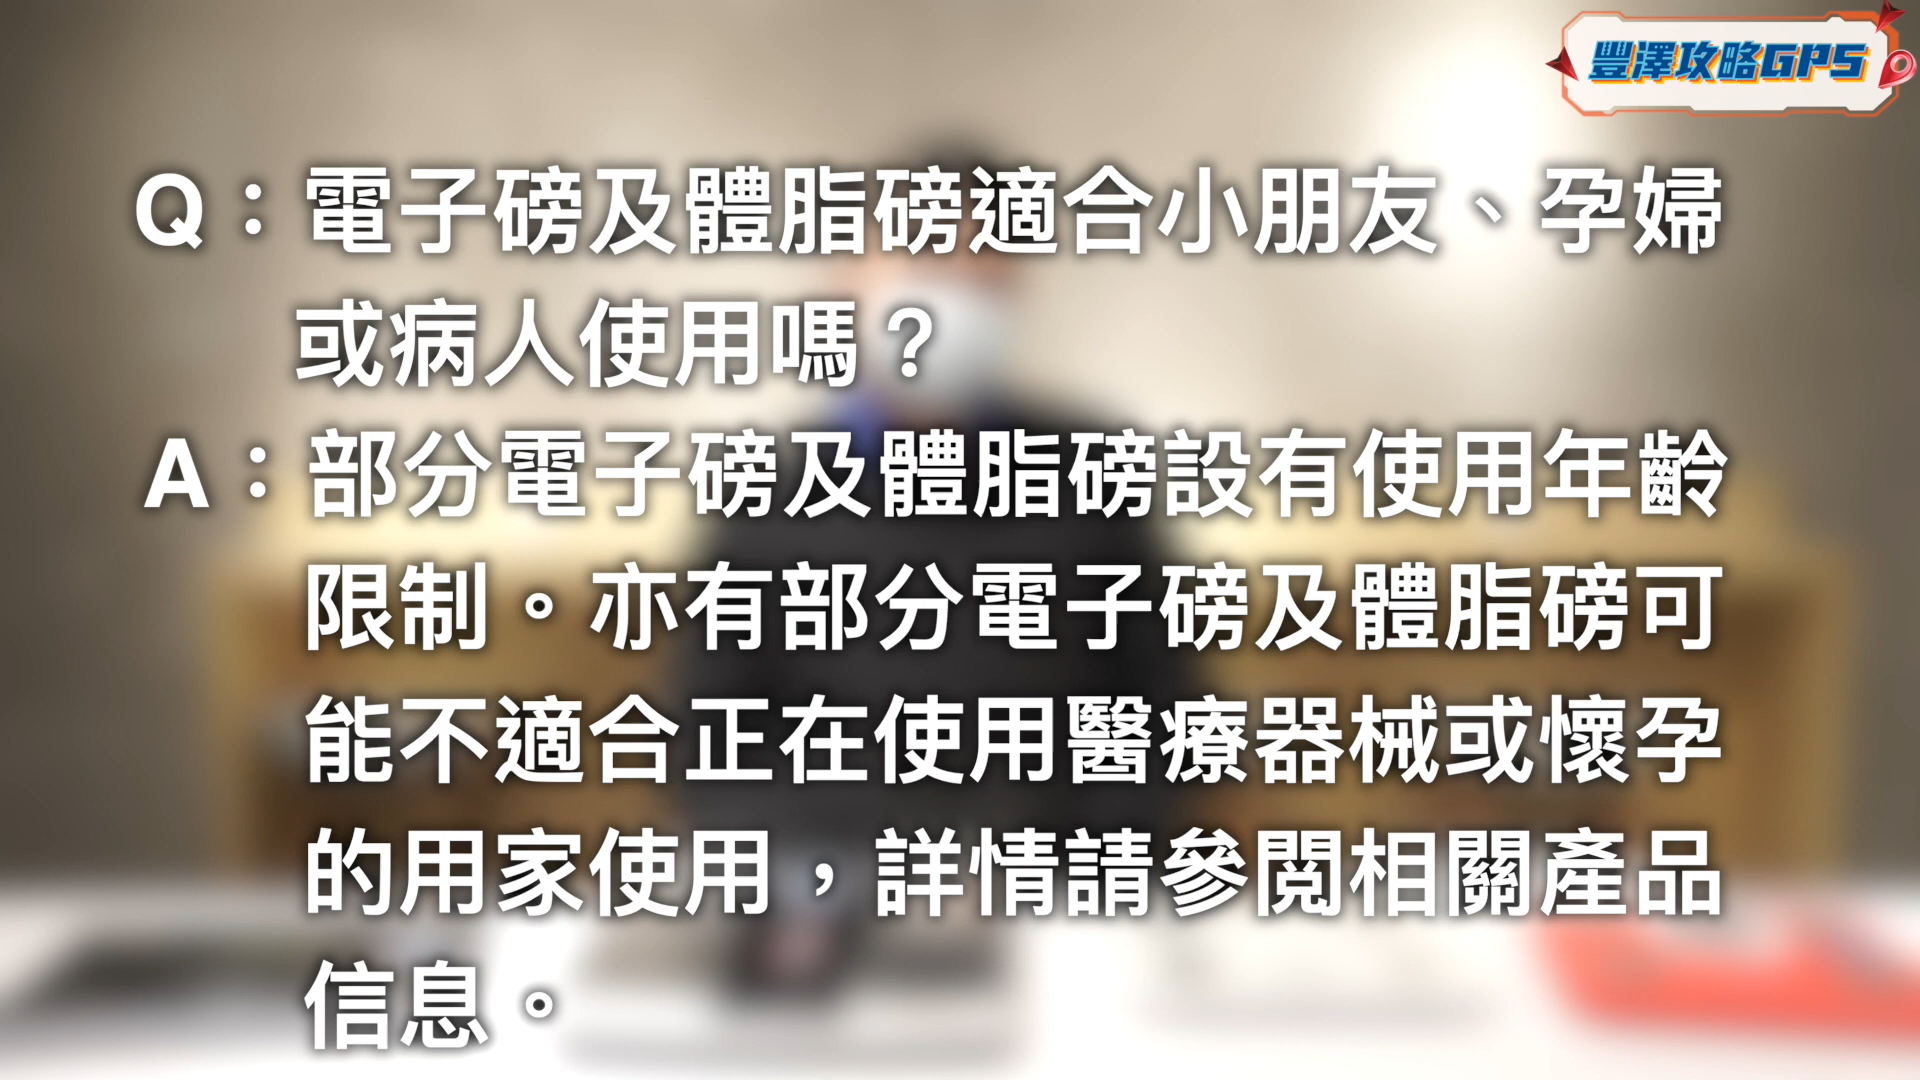 豐澤攻略GPS
Q：電子磅及體脂磅適合小朋友、孕婦
或病人使用嗎？
A：部分電子磅及體脂磅設有使用年齡
限制。亦有部分電子磅及體脂磅可
能不適合正在使用醫療器械或懷孕
的用家使用，詳情請參閱相關產品
信息。